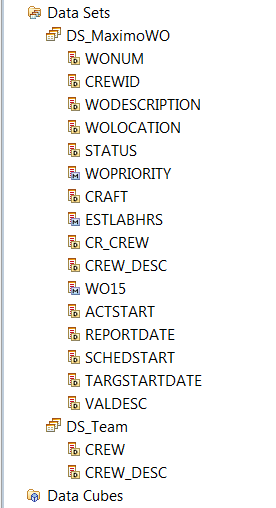 Data Sets
DS_MaximoWO
WONUM
CREWID
WODESCRIPTION
WOLOCATION
STATUS
WOPRIORITY
CRAFT
ESTLABHRS
CR_CREW
CREW_DESC
WO15
ACTSTART
REPORTDATE
SCHEDSTART
TARGSTARTDATE
VALDESC
DS_Team
CREW
CREW_DESC
Data Cubes